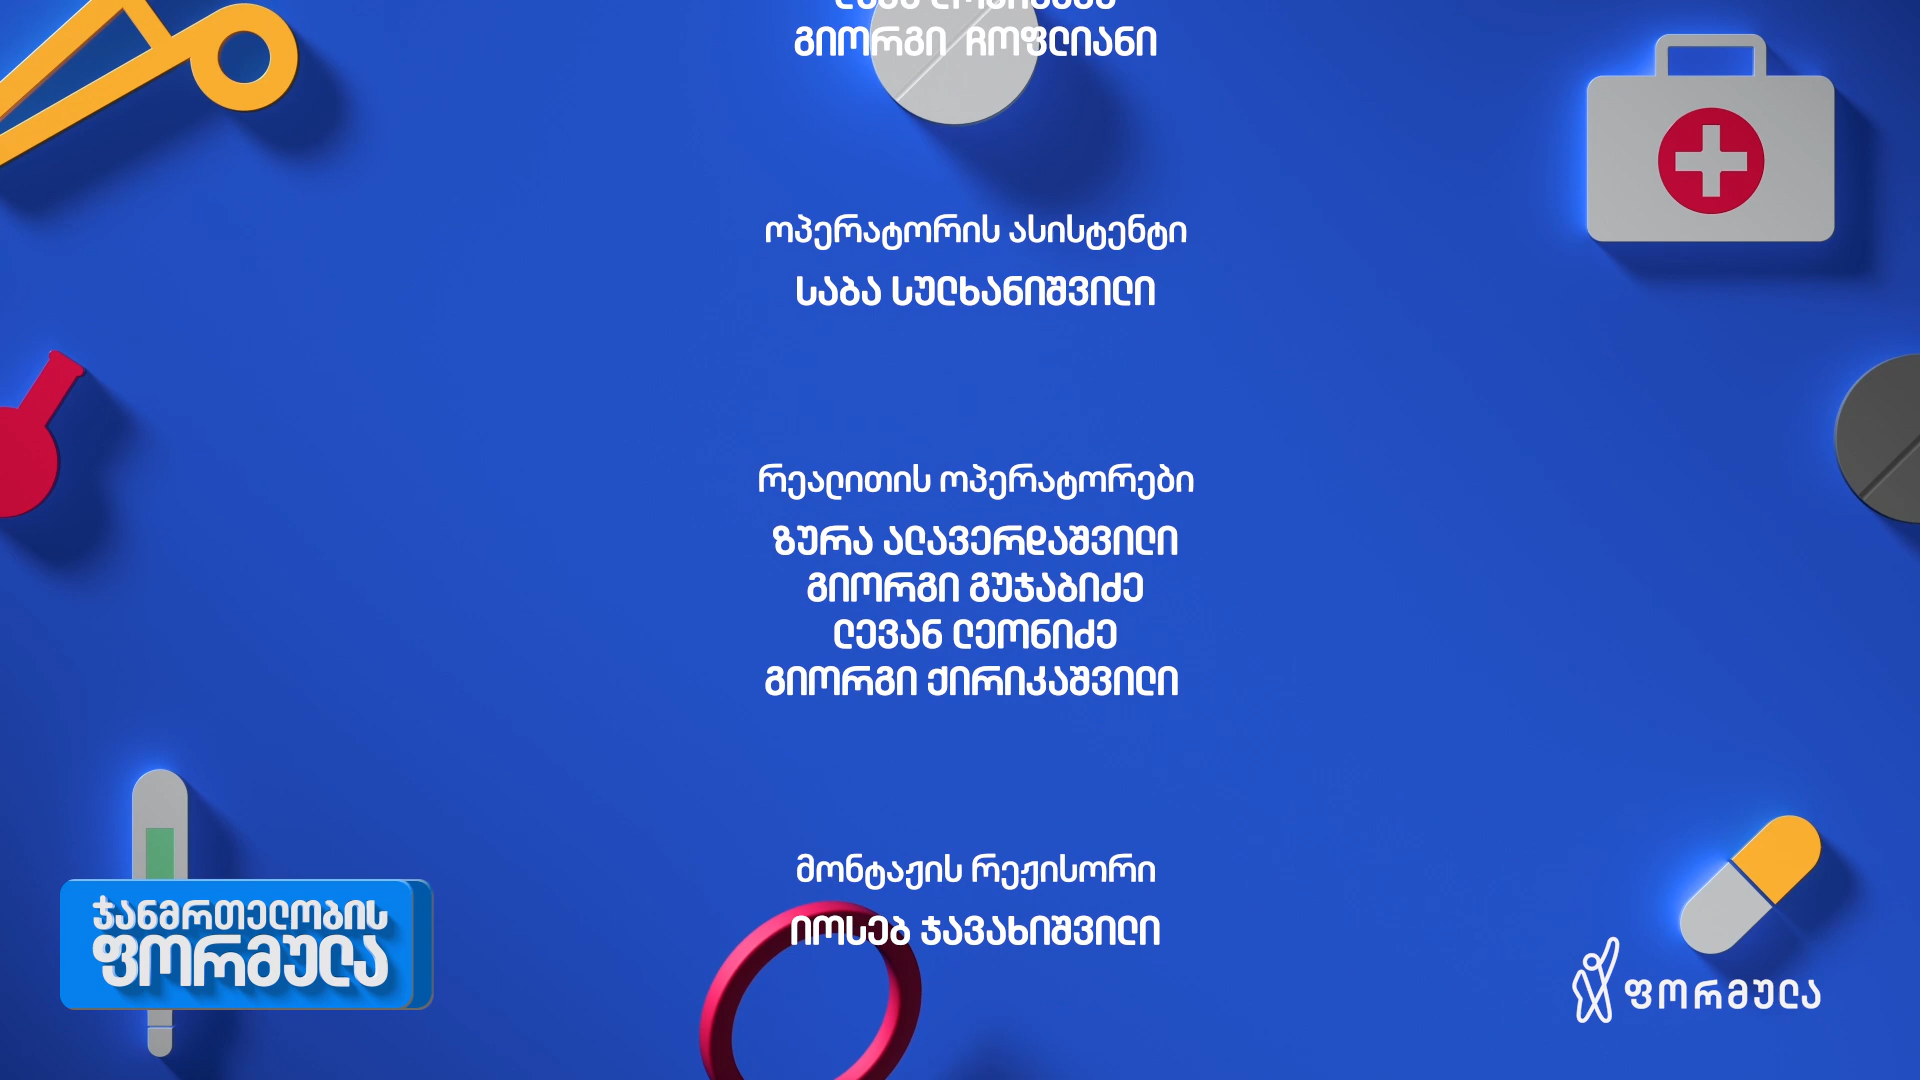 გიორგი ჩოფლიანი
ოპერატორის ასისტენტი
საბა სულხანიშვილი
რეალითის ოპერატორები
ზურა ალავერდაშვილი
გიორგი გუჯაბიძე
ლევან ლეონიძე
გიორგი ქირიკაშვილი
მონტაჟის რეჟისორი
იოსებ ჯავახიშვილი
ჯანმრთელობის
ფორმულა
ფორმულა